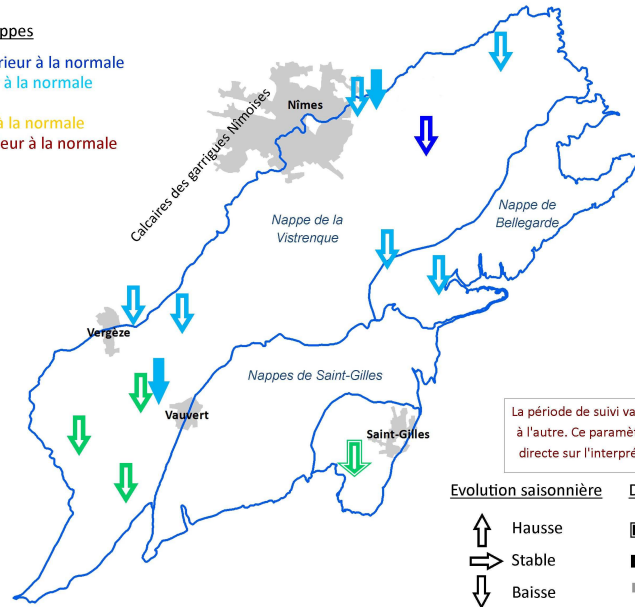 rieur à la normale
à la normale
à la normale
eur à la normale
Nîmes
Calcaires des garrigues Nîmoises
Nappe de la
Vistrenque
Nappe de
Bellegarde
Vergèze
Nappes de Saint-Gilles
Vauvert
Saint-Gilles
La période de suivi va
à l'autre. Ce paramèt
directe sur l'interpré
Evolution saisonnière
Hausse
Stable
Baisse